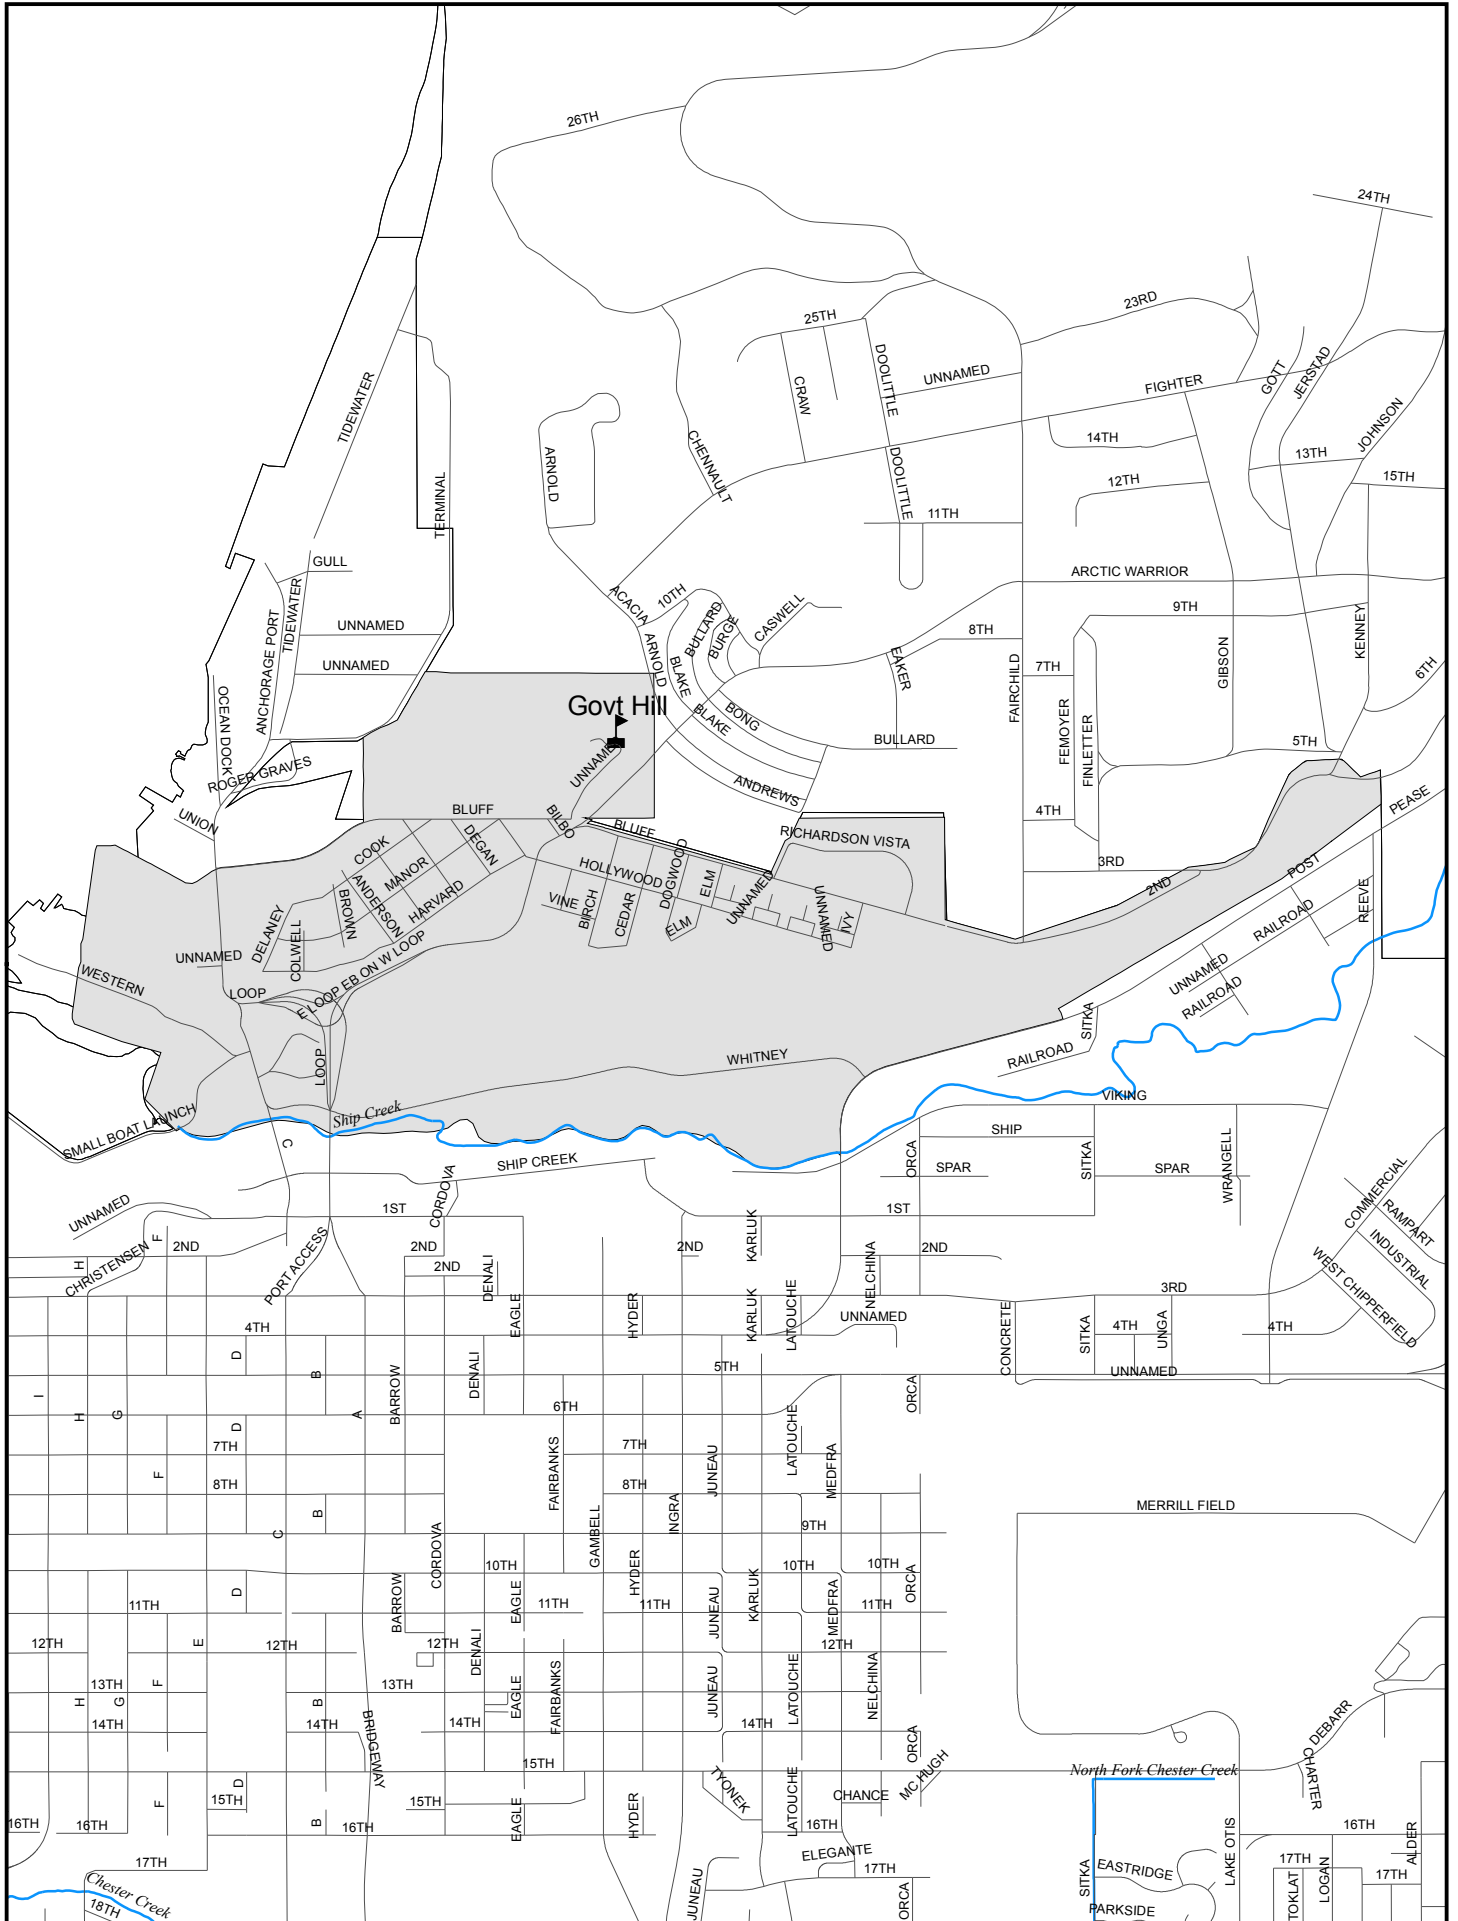 26TH
24TH
23RD
25TH
DOOLITTLE
UNNAMED
CRAW
FIGHTER
GOTT
JERSTAD
TIDEWATER
JOHNSON
14TH
CHENNAULT
ARNOLD
13TH
DOOLITTLE
12TH
15TH
TERMINAL
11TH
GULL
ARCTIC WARRIOR
TIDEWATER
ACACIA
10TH
9TH
BULLARD
CASWELL
ANCHORAGE PORT
UNNAMED
BURGE
8TH
KENNEY
ARNOLD
GIBSON
UNNAMED
BLAKE
EAKER
FAIRCHILD
7TH
6TH
OCEAN DOCK
Govt Hill
BONG
BLAKE
FEMOYER
FINLETTER
BULLARD
5TH
UNNAMED
ROGER GRAVES
ANDREWS
PEASE
UNION
BLUFF
BILBO
4TH
BLUFF
RICHARDSON VISTA
COOK
DEGAN
MANOR
HOLLYWOOD
DOGWOOD
3RD
POST
ANDERSON
HARVARD
ELM
UNNAMED
2ND
BROWN
VINE
BIRCH
CEDAR
UNNAMED
IVY
REEVE
DELANEY
COLWELL
ELM
RAILROAD
UNNAMED
E LOOP EB ON W LOOP
WESTERN
UNNAMED
LOOP
RAILROAD
SITKA
LOOP
WHITNEY
RAILROAD
VIKING
SMALL BOAT LAUNCH
Ship Creek
C
SHIP
SHIP CREEK
ORCA
SITKA
SPAR
SPAR
WRANGELL
COMMERCIAL
CORDOVA
UNNAMED
1ST
1ST
RAMPART
F
2ND
2ND
KARLUK
2ND
INDUSTRIAL
H
CHRISTENSEN
PORT ACCESS
2ND
DENALI
NELCHINA
WEST CHIPPERFIELD
3RD
EAGLE
HYDER
KARLUK
LATOUCHE
UNNAMED
CONCRETE
4TH
SITKA
4TH
UNGA
4TH
D
B
BARROW
DENALI
5TH
UNNAMED
I
H
G
A
6TH
ORCA
D
7TH
FAIRBANKS
7TH
JUNEAU
LATOUCHE
MEDFRA
F
8TH
8TH
B
C
GAMBELL
INGRA
9TH
MERRILL FIELD
CORDOVA
10TH
HYDER
10TH
10TH
D
BARROW
KARLUK
ORCA
11TH
EAGLE
11TH
11TH
JUNEAU
MEDFRA
11TH
12TH
E
12TH
12TH
DENALI
12TH
13TH
F
13TH
FAIRBANKS
JUNEAU
LATOUCHE
NELCHINA
H
G
B
EAGLE
14TH
14TH
BRIDGEWAY
14TH
14TH
ORCA
DEBARR
15TH
MC HUGH
North Fork Chester Creek
CHARTER
D
F
15TH
15TH
TYONEK
LATOUCHE
CHANCE
16TH
16TH
B
16TH
EAGLE
HYDER
16TH
LAKE OTIS
16TH
ALDER
17TH
ELEGANTE
17TH
SITKA
EASTRIDGE
17TH
17TH
Chester Creek
18TH
JUNEAU
ORCA
PARKSIDE
TOKLAT
LOGAN